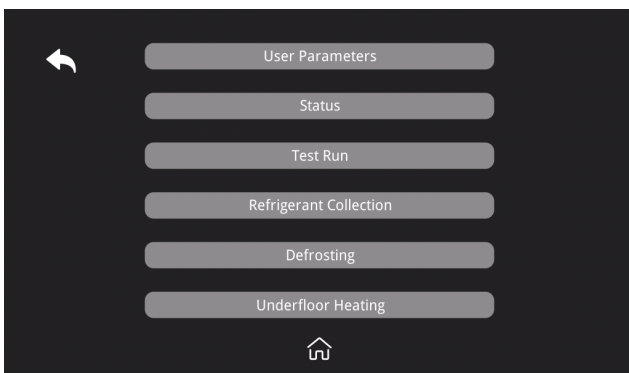 User Parameters
Status
Test Run
Refrigerant Collection
Defrosting
Underfloor Heating